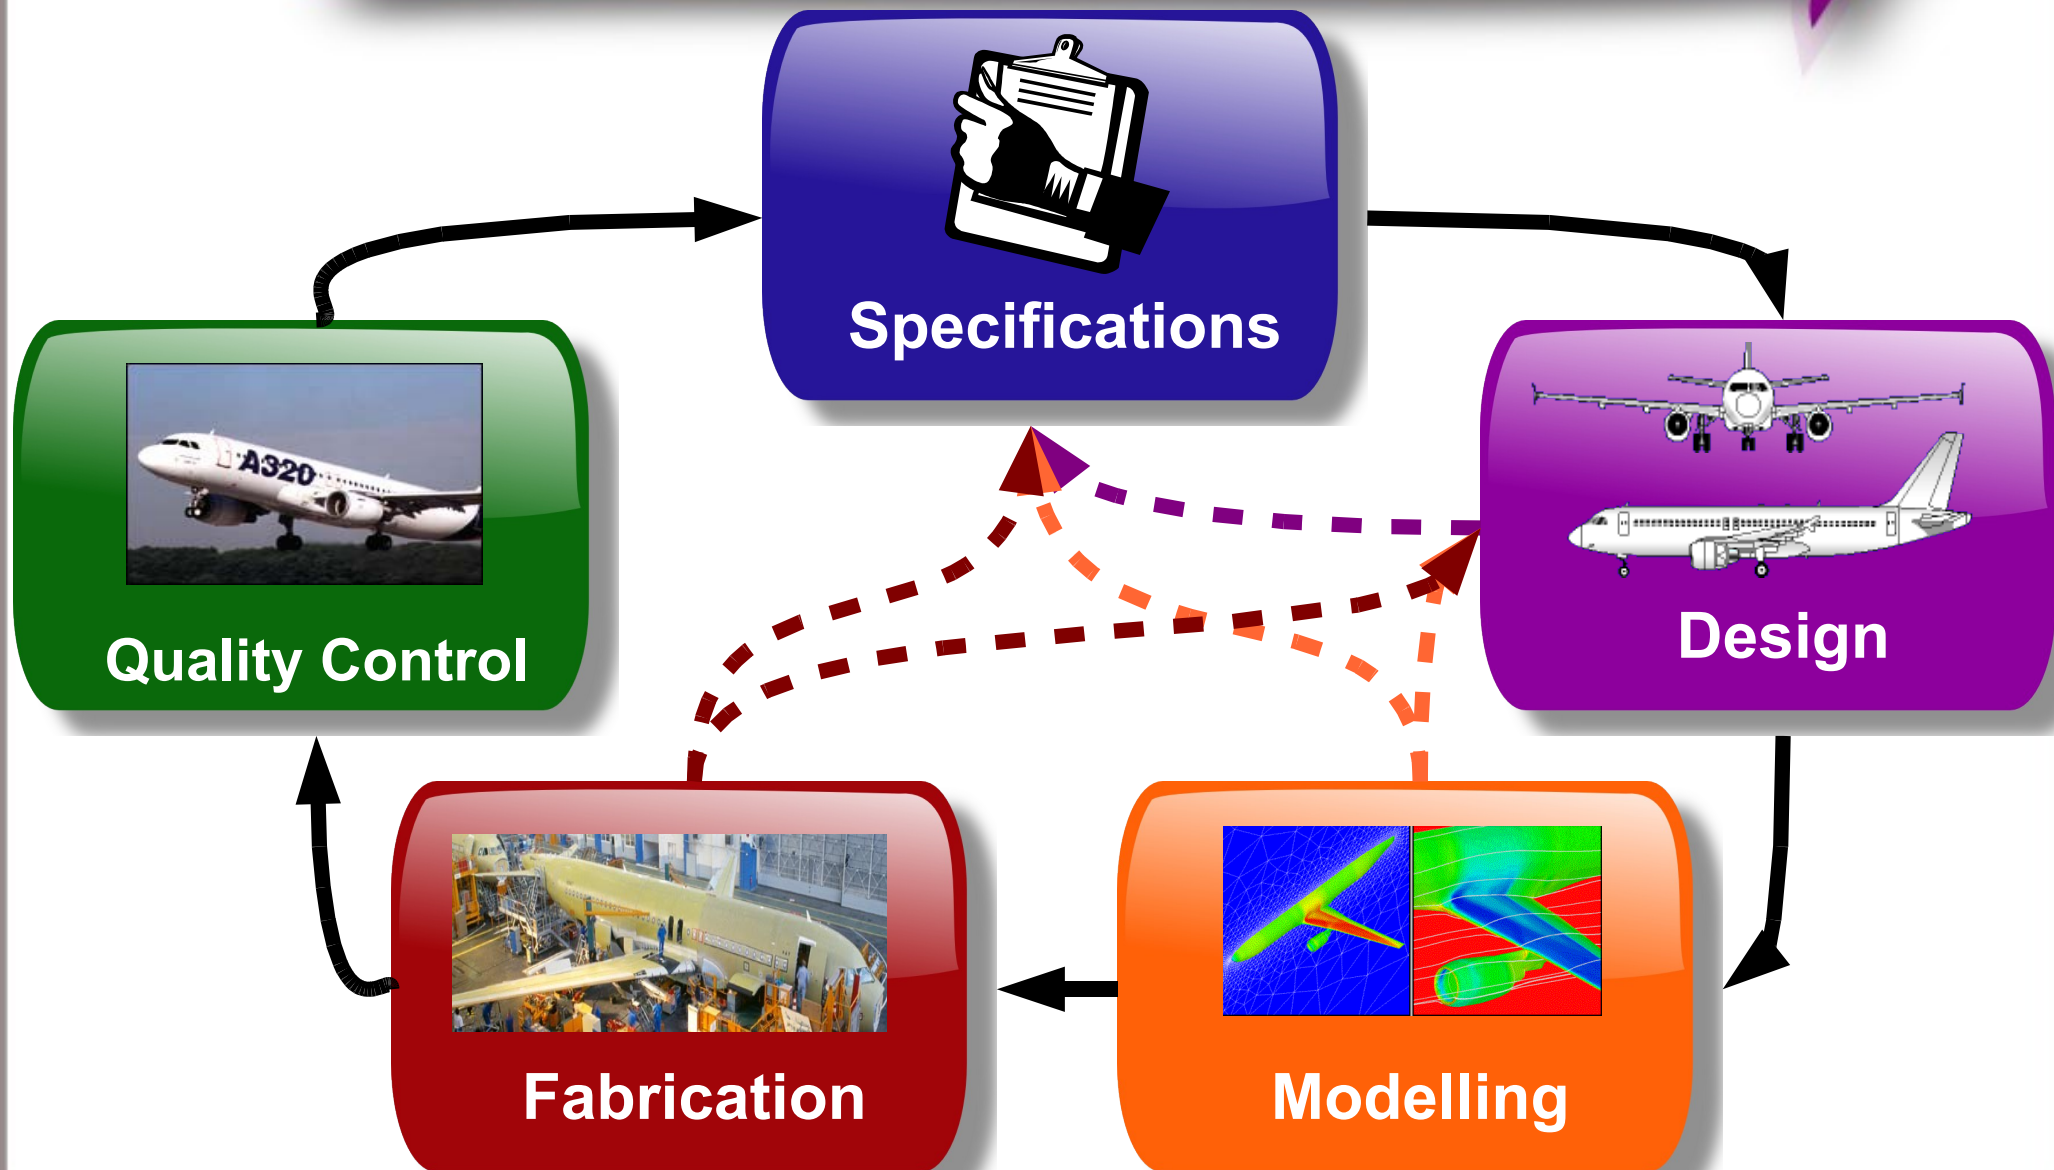 Specifications
A320
Quality Control
Design
Fabrication
Modelling